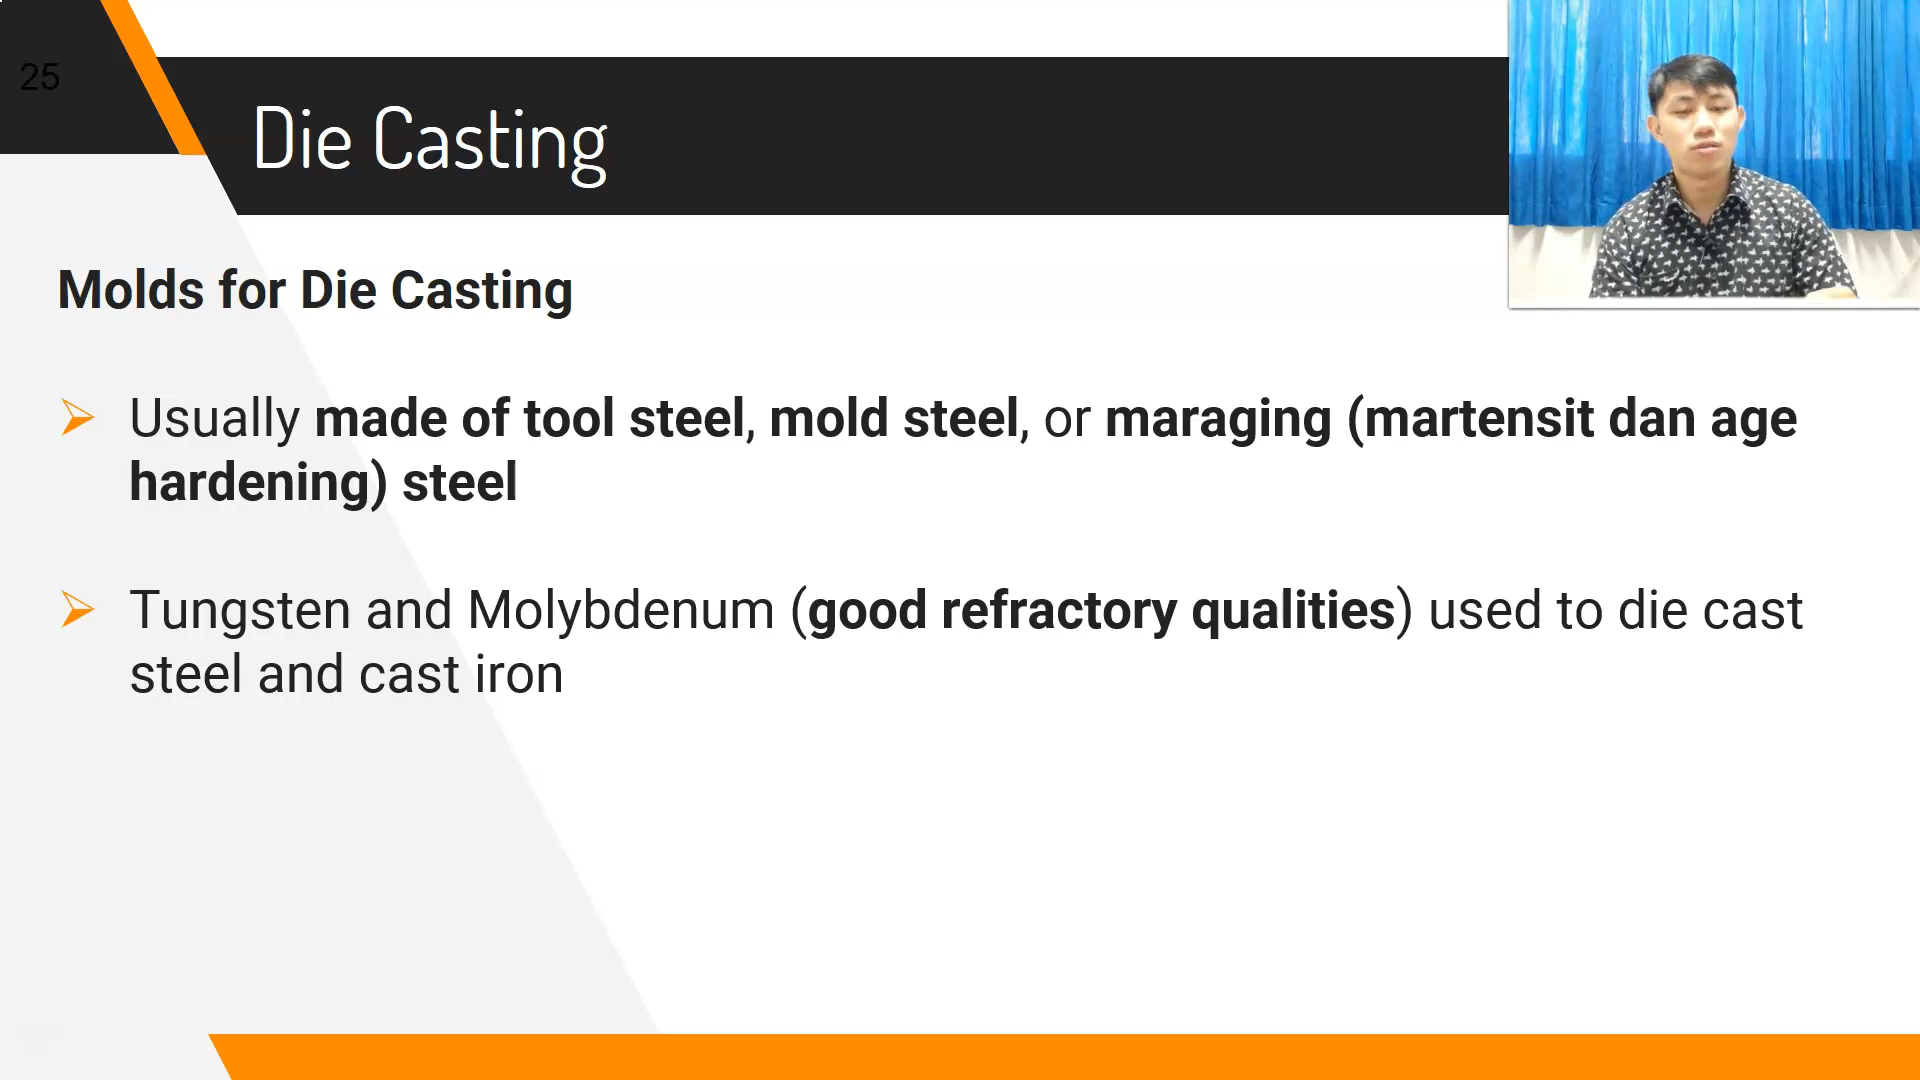 25
Die Casting
Molds for Die Casting
Usually made of tool steel, mold steel, or maraging (martensit dan age
hardening) steel
Tungsten and Molybdenum (good refractory qualities) used to die cast
steel and cast iron